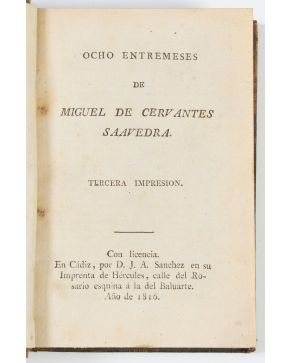 OCHO ENTREMESES
DE
MIGUEL DE CERVANTES
SAAVEDRA.
TERCERA IMPRESION.
Con licencia.
En Cádiz, por D. J. A. Sanchez en su
Imprenta de Hércules, calle del Ro-
sario esquina á la del Baluarte.
Año de 1816.